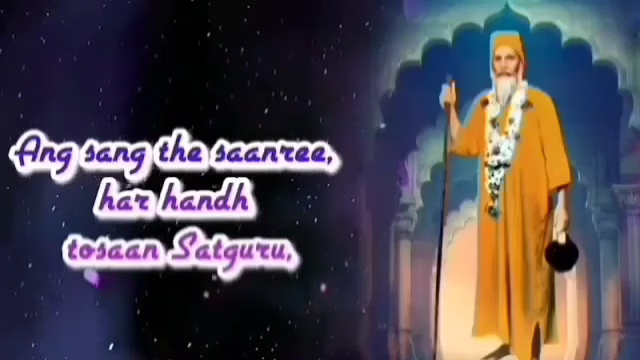 Ang sang the saanree,
har handh
tosaan Satguru,